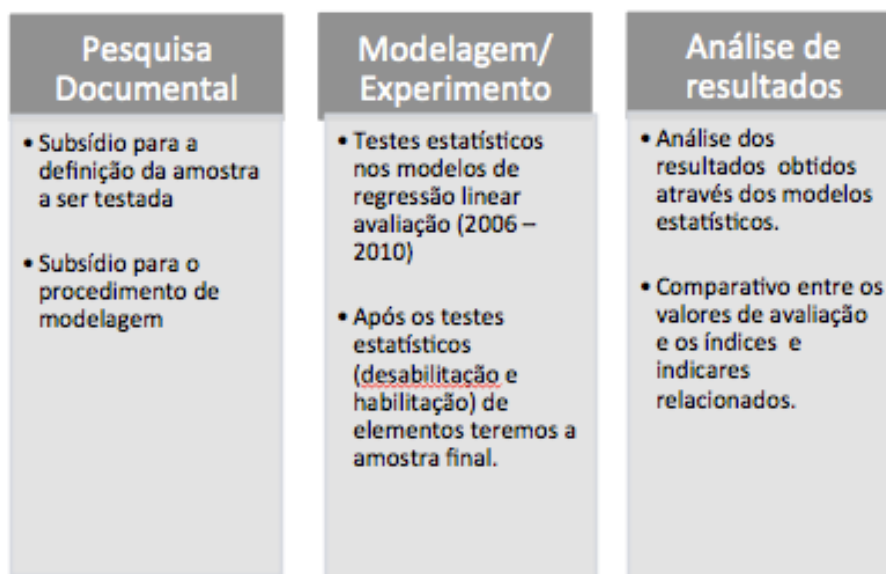 Pesquisa
Documental
• Subsídio para a
definição da amostra
a ser testada
• Subsídio para o
procedimento de
modelagem
Modelagem/
Experimento
• Testes estatísticos
nos modelos de
regressão linear
avaliação (2006 –
2010)
• Após os testes
estatísticos
(desabilitação e
habilitação) de
elementos teremos a
amostra final.
Análise de
resultados
• Análise dos
resultados obtidos
através dos modelos
estatísticos.
• Comparativo entre os
valores de avaliação
e os índices e
indicares
relacionados.